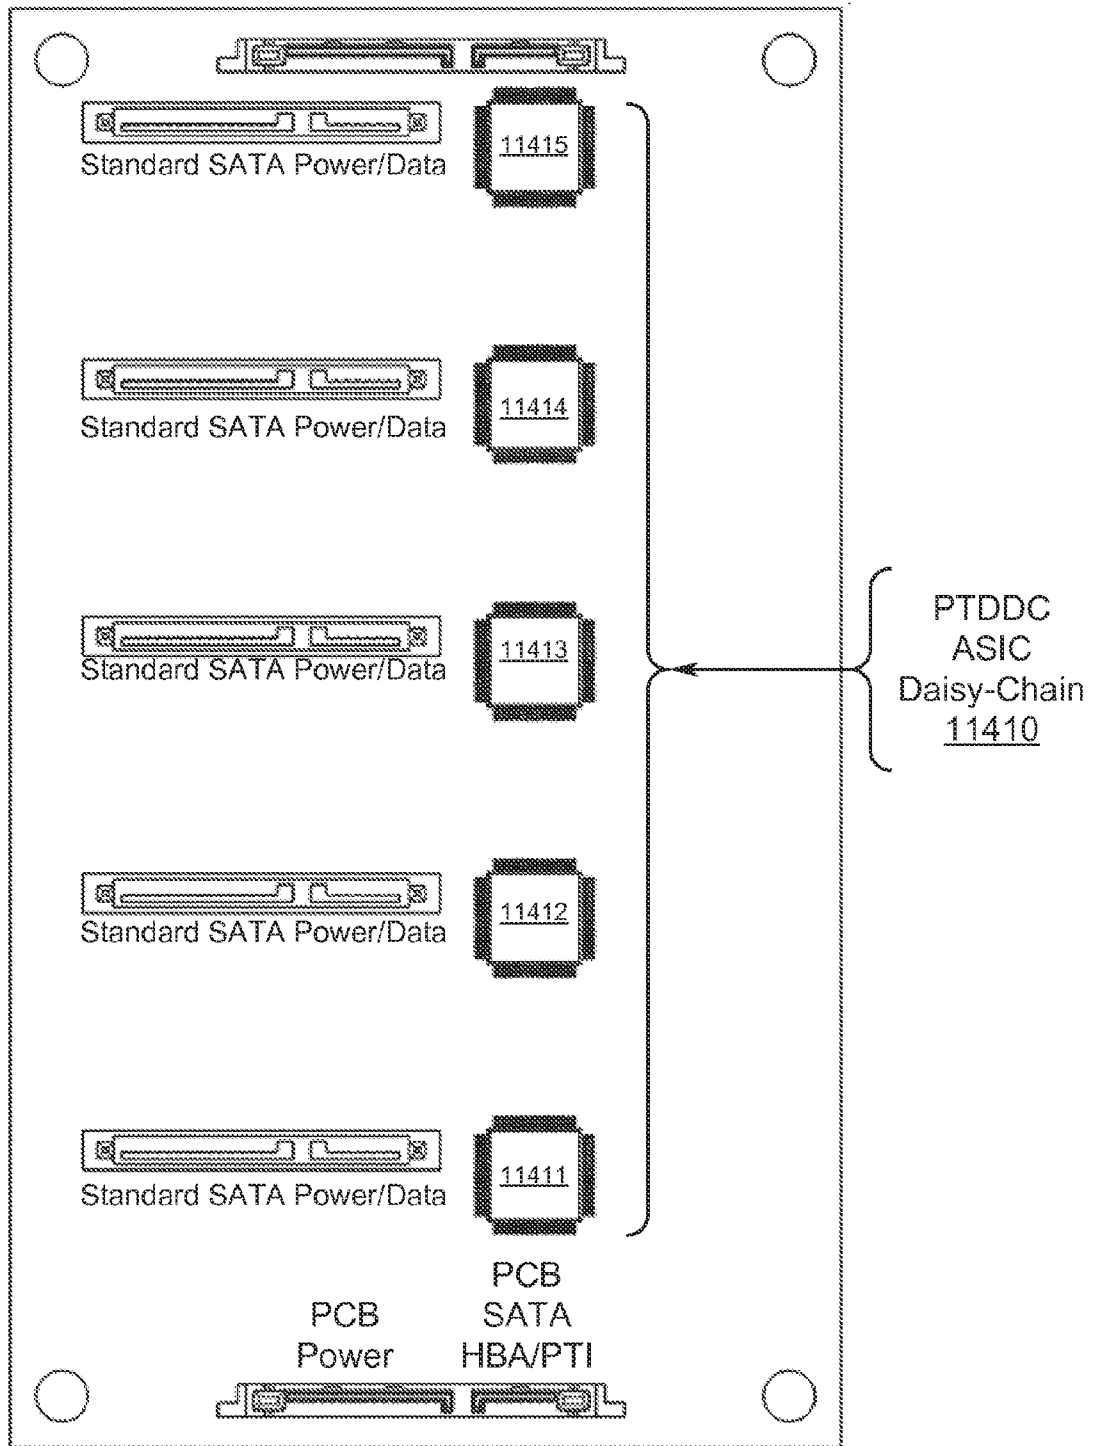 11415
Standard SATA Power/Data
11414
Standard SATA Power/Data
11413
Standard SATA Power/Data
PTDDC
ASIC
Daisy-Chain
11410
11412
Standard SATA Power/Data
11411
Standard SATA Power/Data
PCB
Power
PCB
SATA
HBA/PTI